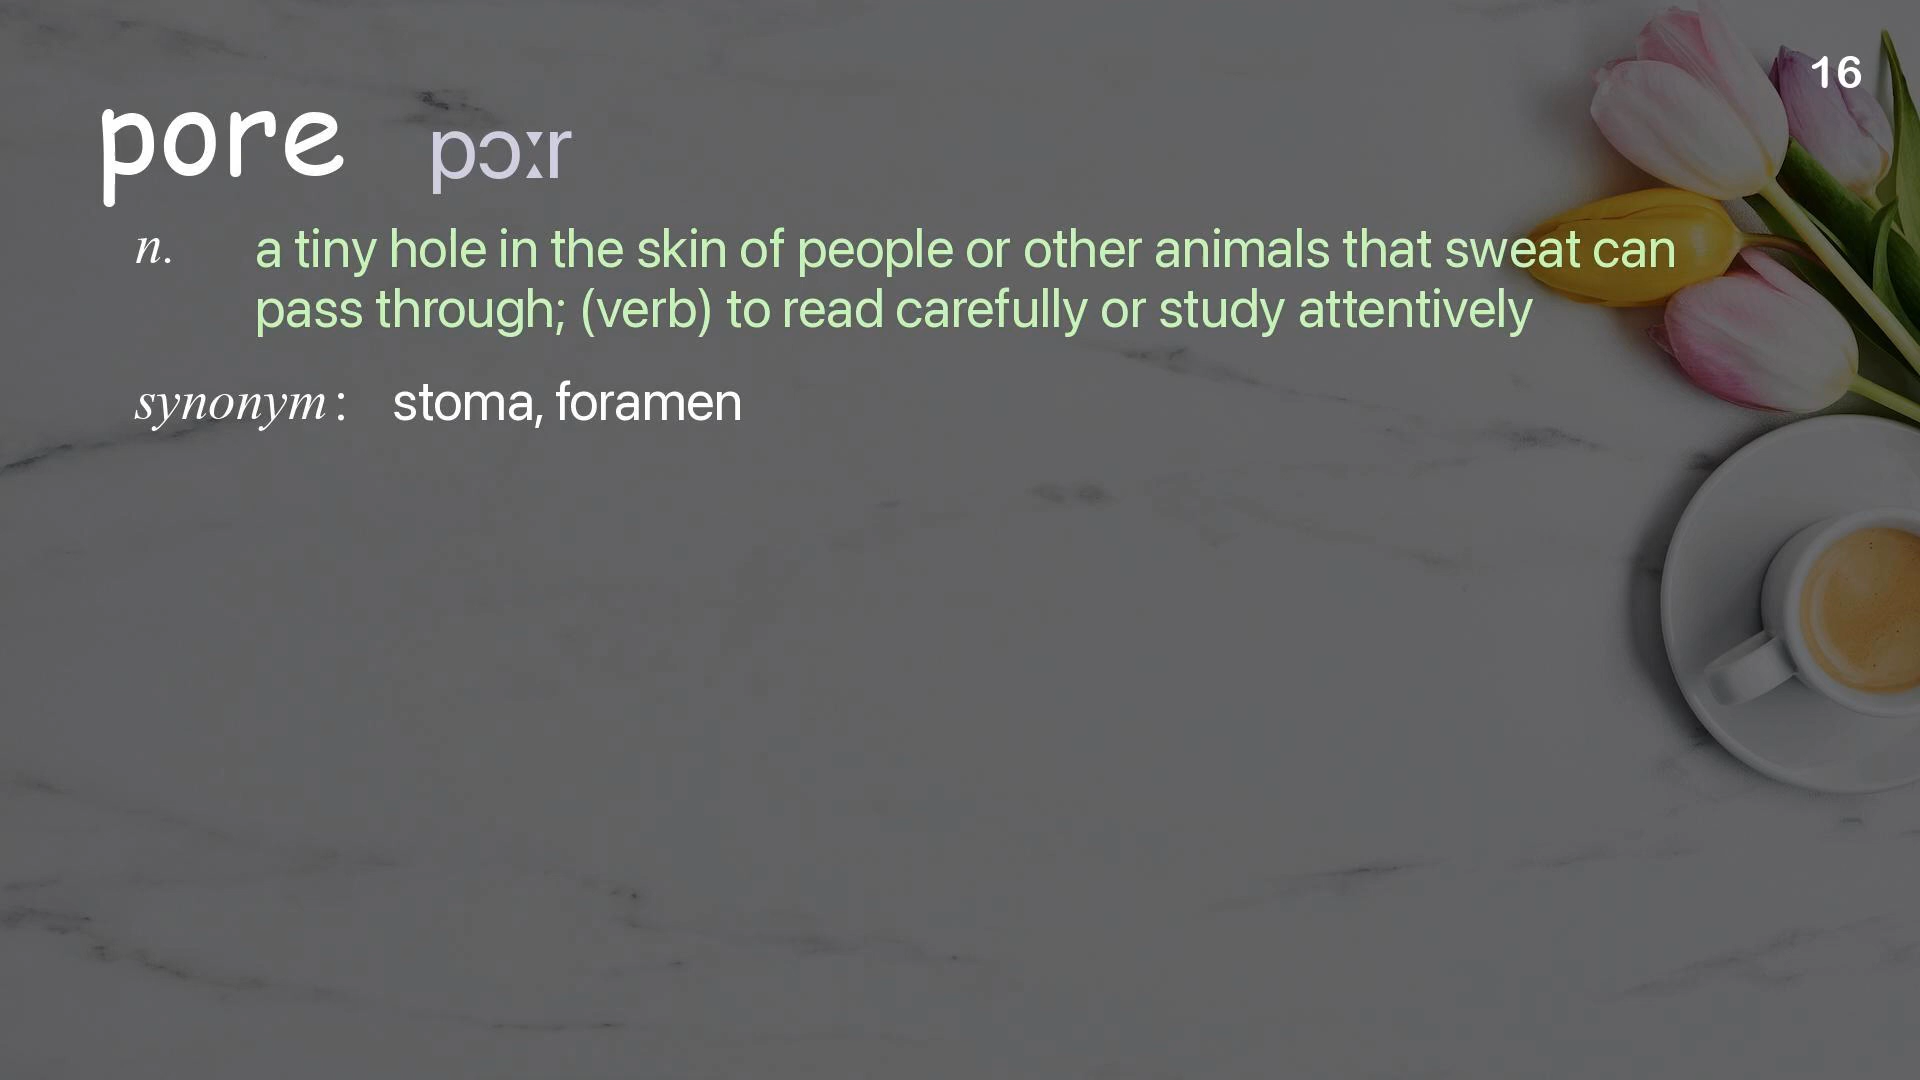 16
pore pɔːr
n. a tiny hole in the skin of people or other animals that sweat can
pass through; (verb) to read carefully or study attentively
synonym: stoma, foramen